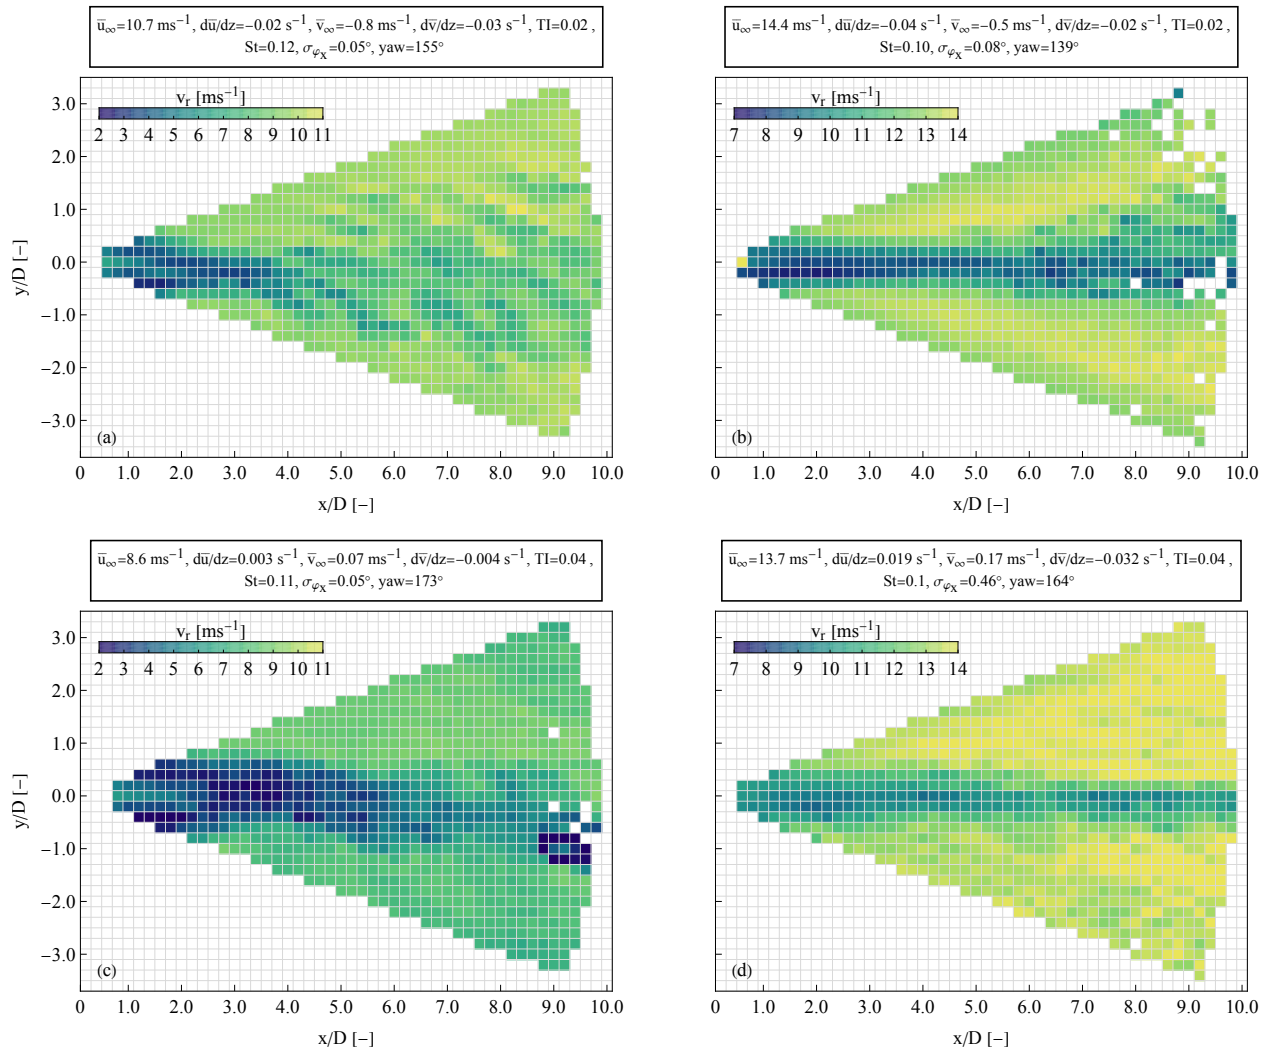 u̅∞=10.7 ms⁻¹, du̅/dz=−0.02 s⁻¹, v̅∞=−0.8 ms⁻¹, dv̅/dz=−0.03 s⁻¹, TI=0.02 ,
St=0.12, σφx=0.05°, yaw=155°
vr [ms⁻¹]
2 3 4 5 6 7 8 9 10 11
3.0
2.0
1.0
0.0
−1.0
−2.0
−3.0
y/D [−]
(a)
0 1.0 2.0 3.0 4.0 5.0 6.0 7.0 8.0 9.0 10.0
x/D [−]
u̅∞=14.4 ms⁻¹, du̅/dz=−0.04 s⁻¹, v̅∞=−0.5 ms⁻¹, dv̅/dz=−0.02 s⁻¹, TI=0.02 ,
St=0.10, σφx=0.08°, yaw=139°
vr [ms⁻¹]
7 8 9 10 11 12 13 14
(b)
0 1.0 2.0 3.0 4.0 5.0 6.0 7.0 8.0 9.0 10.0
x/D [−]
u̅∞=8.6 ms⁻¹, du̅/dz=0.003 s⁻¹, v̅∞=0.07 ms⁻¹, dv̅/dz=−0.004 s⁻¹, TI=0.04 ,
St=0.11, σφx=0.05°, yaw=173°
vr [ms⁻¹]
2 3 4 5 6 7 8 9 10 11
3.0
2.0
1.0
0.0
−1.0
−2.0
−3.0
y/D [−]
(c)
0 1.0 2.0 3.0 4.0 5.0 6.0 7.0 8.0 9.0 10.0
x/D [−]
u̅∞=13.7 ms⁻¹, du̅/dz=0.019 s⁻¹, v̅∞=0.17 ms⁻¹, dv̅/dz=−0.032 s⁻¹, TI=0.04 ,
St=0.1, σφx=0.46°, yaw=164°
vr [ms⁻¹]
7 8 9 10 11 12 13 14
(d)
0 1.0 2.0 3.0 4.0 5.0 6.0 7.0 8.0 9.0 10.0
x/D [−]